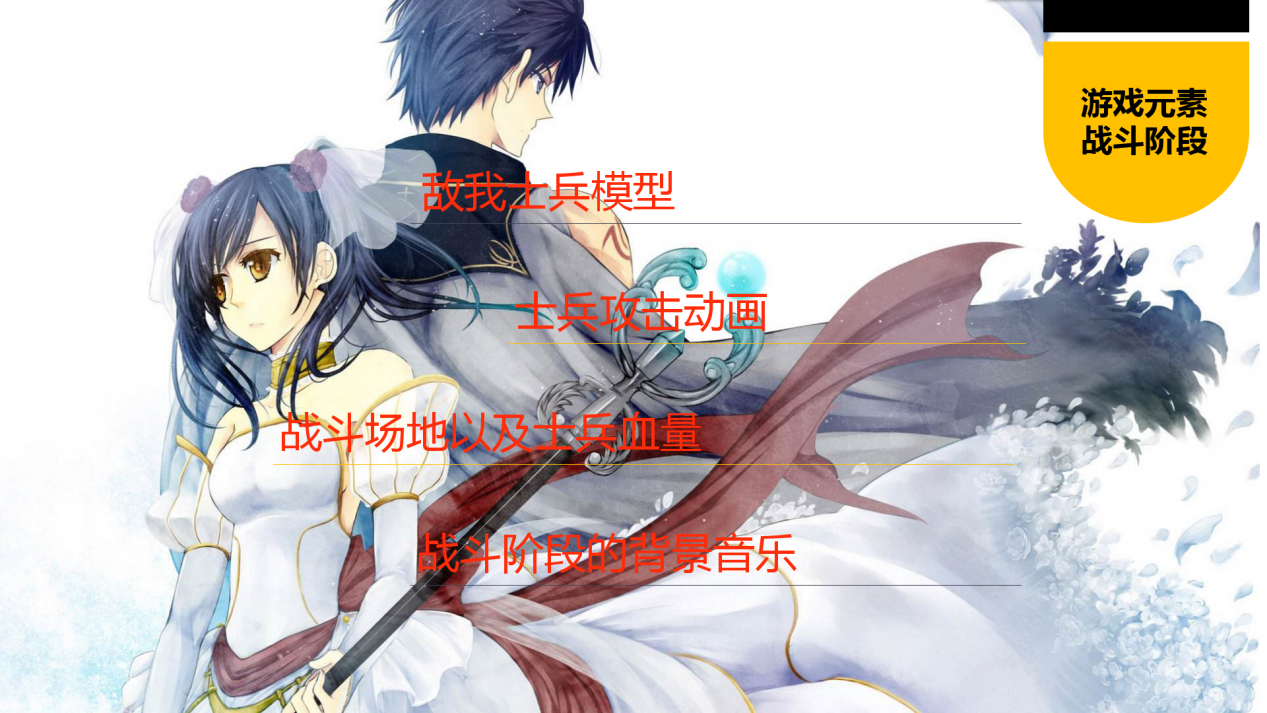 游戏元素
战斗阶段
敌我士兵模型
士兵攻击动画
战斗场地以及士兵血量
战斗阶段的背景音乐